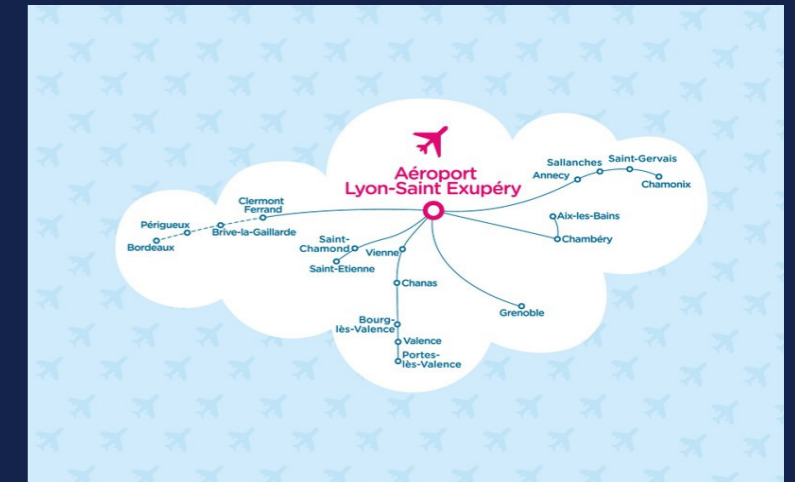 Aéroport
Lyon-Saint Exupéry
Sallanches
Saint-Gervais
Annecy
Chamonix
Aix-les-Bains
Chambéry
Clermont
Ferrand
Périgueux
Brive-la-Gaillarde
Bordeaux
Saint-
Chamond
Vienne
Saint-Etienne
Chanas
Grenoble
Bourg-
lès-Valence
Valence
Portes-
lès-Valence